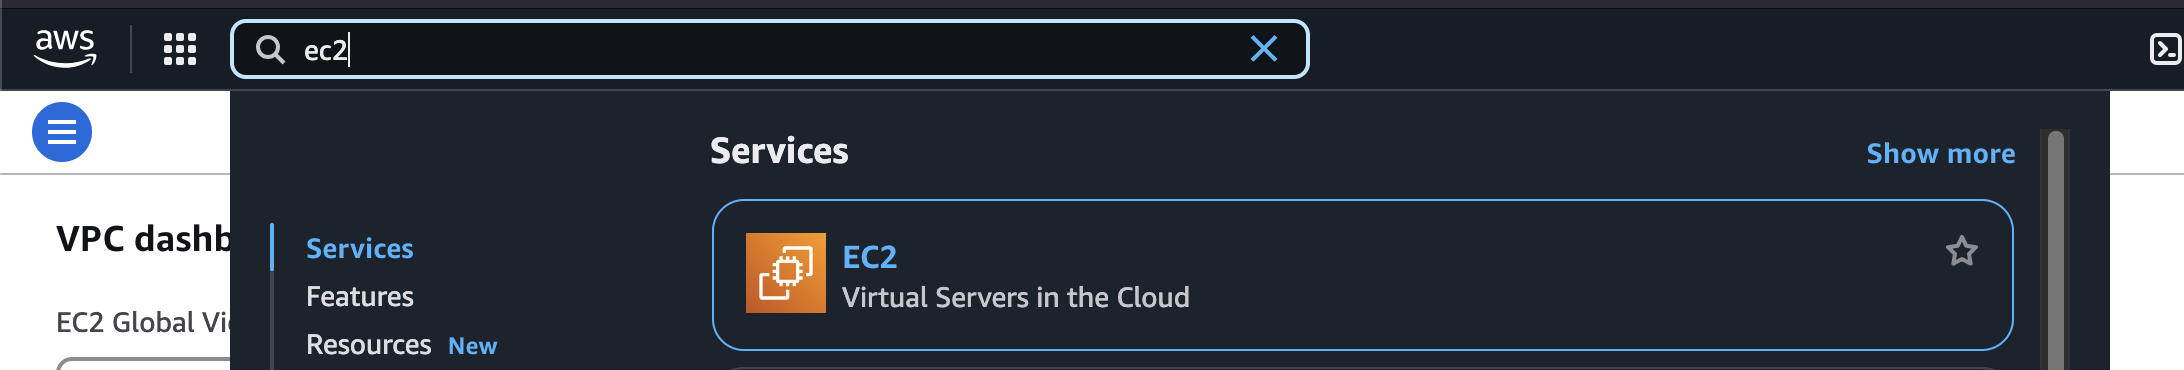 aws
ec2
Services
Show more
VPC dashb
Services
EC2
Virtual Servers in the Cloud
Features
EC2 Global Vi
Resources New